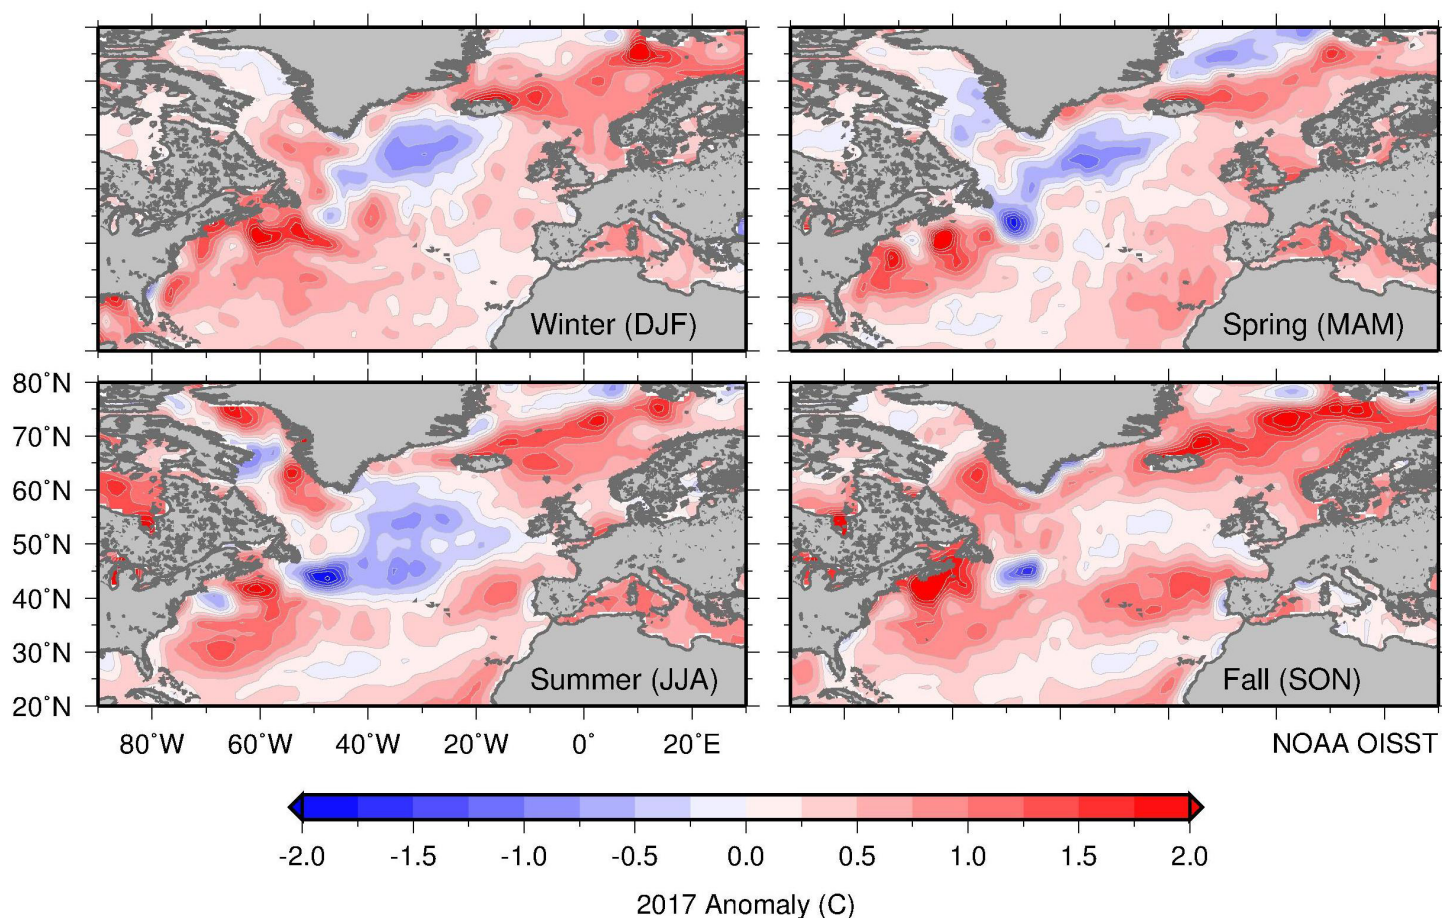 Winter (DJF)
Spring (MAM)
80˚N
70˚N
60˚N
50˚N
40˚N
30˚N
20˚N
Summer (JJA)
Fall (SON)
80˚W
60˚W
40˚W
20˚W
0˚
20˚E
NOAA OISST
-2.0
-1.5
-1.0
-0.5
0.0
0.5
1.0
1.5
2.0
2017 Anomaly (C)